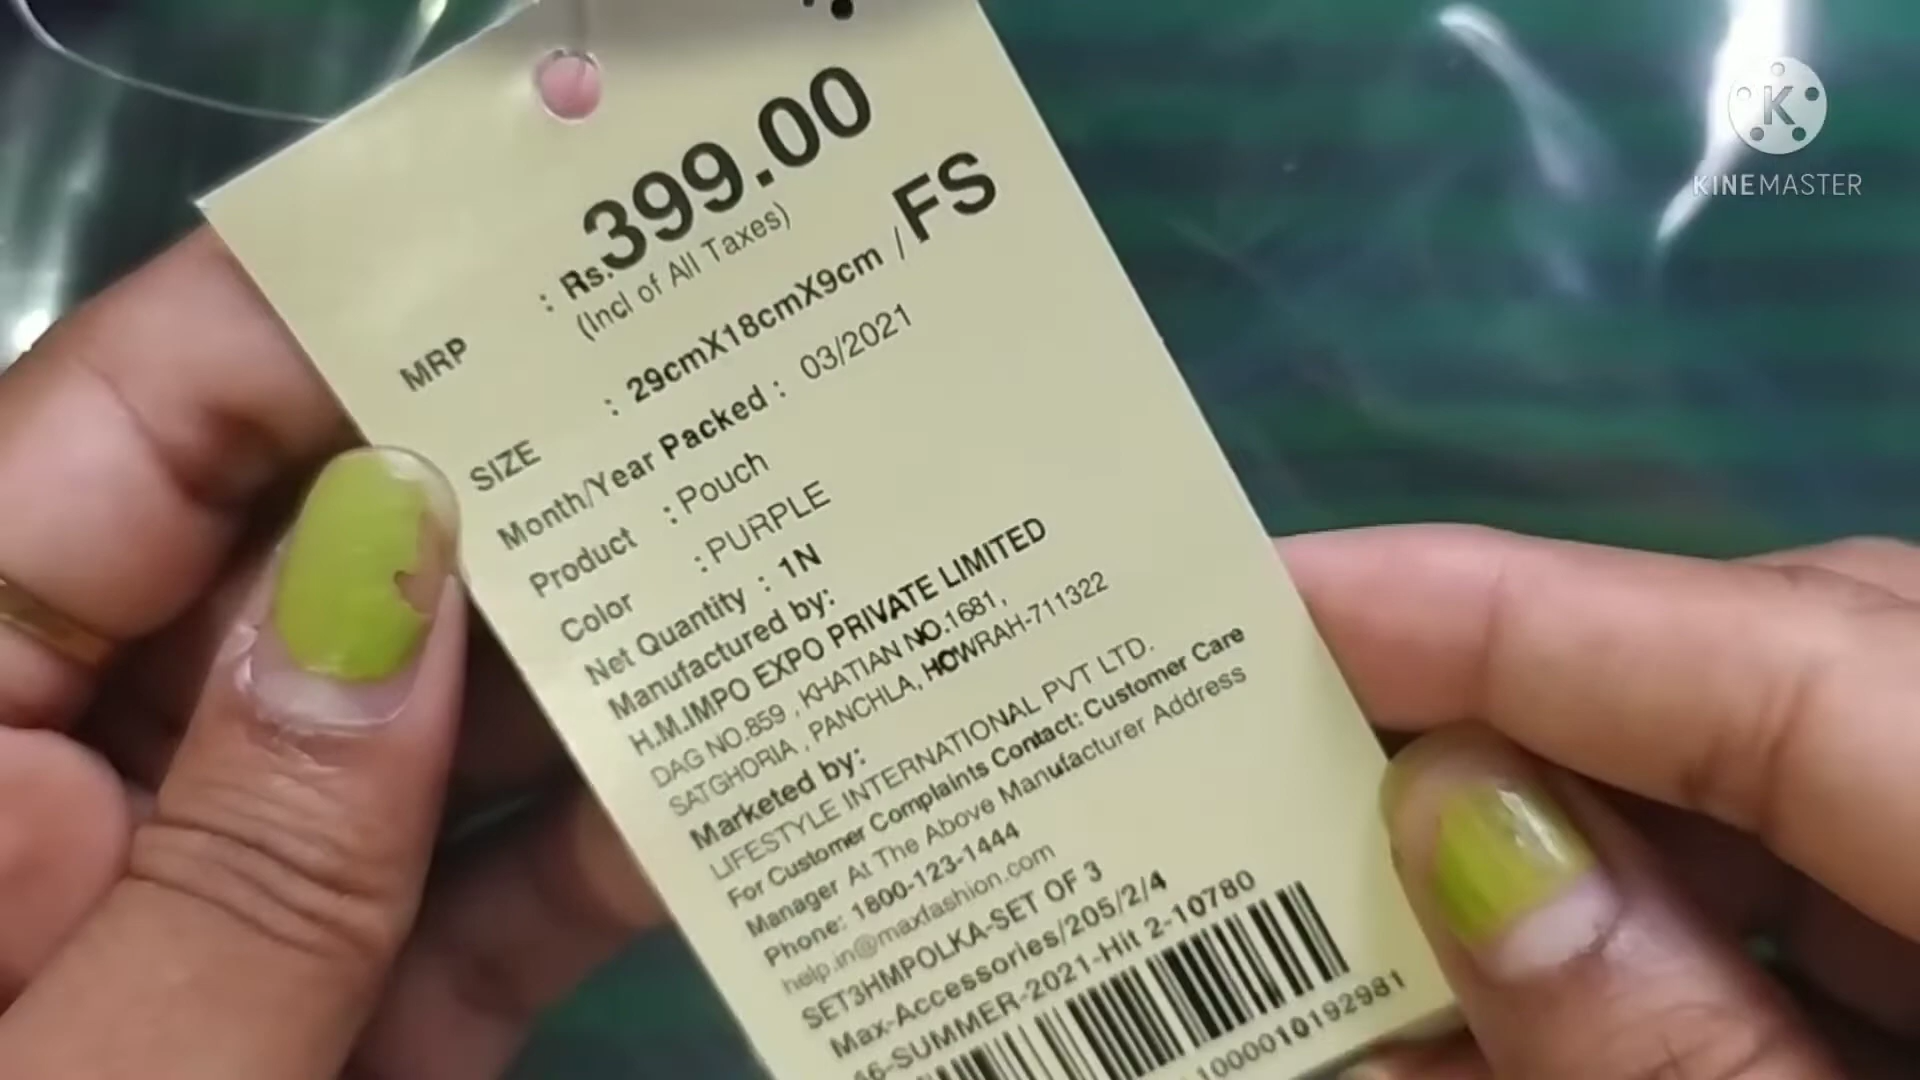 MRP : Rs.399.00
(Incl of All Taxes)
SIZE : 29cmX18cmX9cm / FS
Month/Year Packed : 03/2021
Product : Pouch
Color : PURPLE
Net Quantity : 1N
Manufactured by:
H.M.IMPO EXPO PRIVATE LIMITED
DAG NO.859 , KHATIAN NO.1681,
SATGHORIA , PANCHLA, HOWRAH-711322
Marketed by:
LIFESTYLE INTERNATIONAL PVT LTD.
For Customer Complaints Contact: Customer Care
Manager At The Above Manufacturer Address
Phone: 1800-123-1444
help.in@maxfashion.com
SET3HMPOLKA-SET OF 3
Max-Accessories/205/2/4
66-SUMMER-2021-Hit 2-10780
1000010192981
K
KINEMASTER